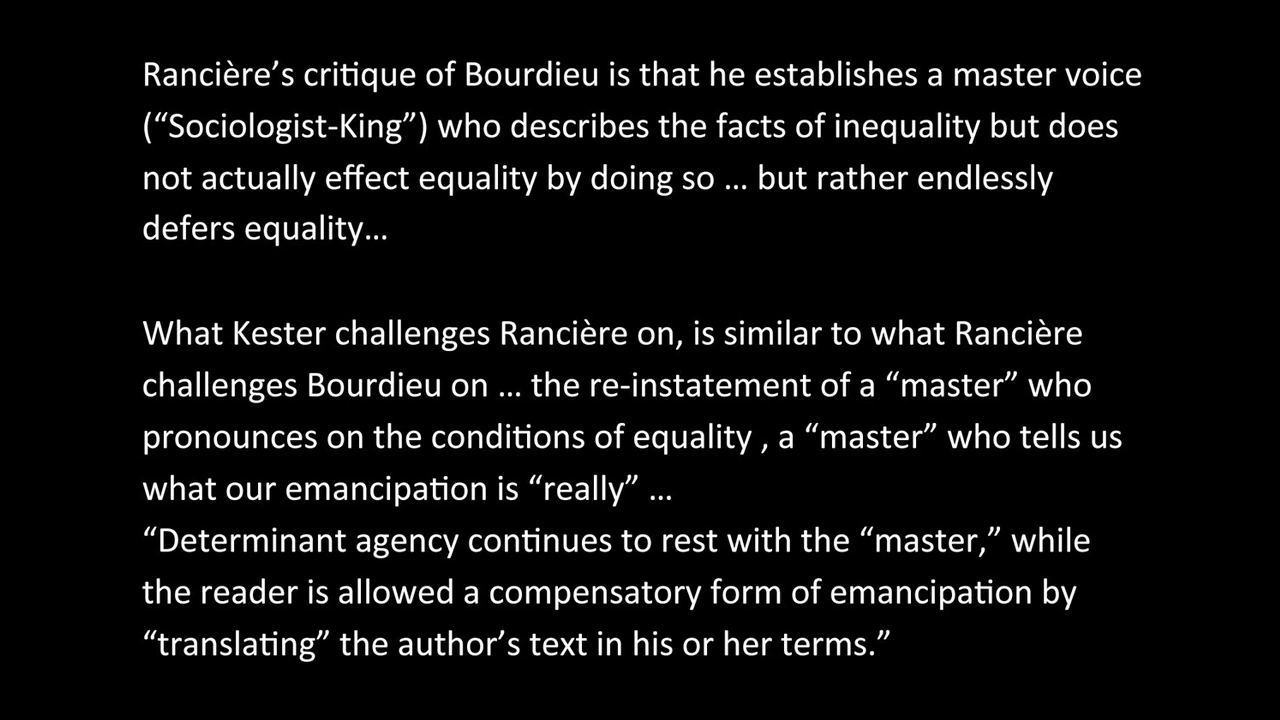 Rancière’s critique of Bourdieu is that he establishes a master voice
(“Sociologist-King”) who describes the facts of inequality but does
not actually effect equality by doing so … but rather endlessly
defers equality…
What Kester challenges Rancière on, is similar to what Rancière
challenges Bourdieu on … the re-instatement of a “master” who
pronounces on the conditions of equality , a “master” who tells us
what our emancipation is “really” …
“Determinant agency continues to rest with the “master,” while
the reader is allowed a compensatory form of emancipation by
“translating” the author’s text in his or her terms.”